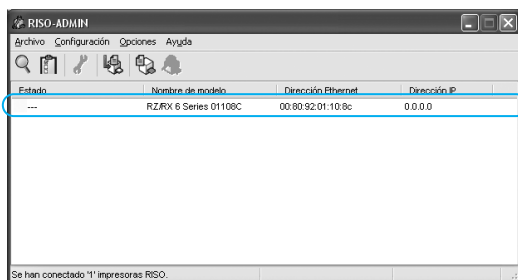 RISO-ADMIN
Archivo Configuración Opciones Ayuda
Estado Nombre de modelo Dirección Ethernet Dirección IP
--- RZ/RX 6 Series 01108C 00:80:92:01:10:8c 0.0.0.0
Se han conectado '1' impresoras RISO.